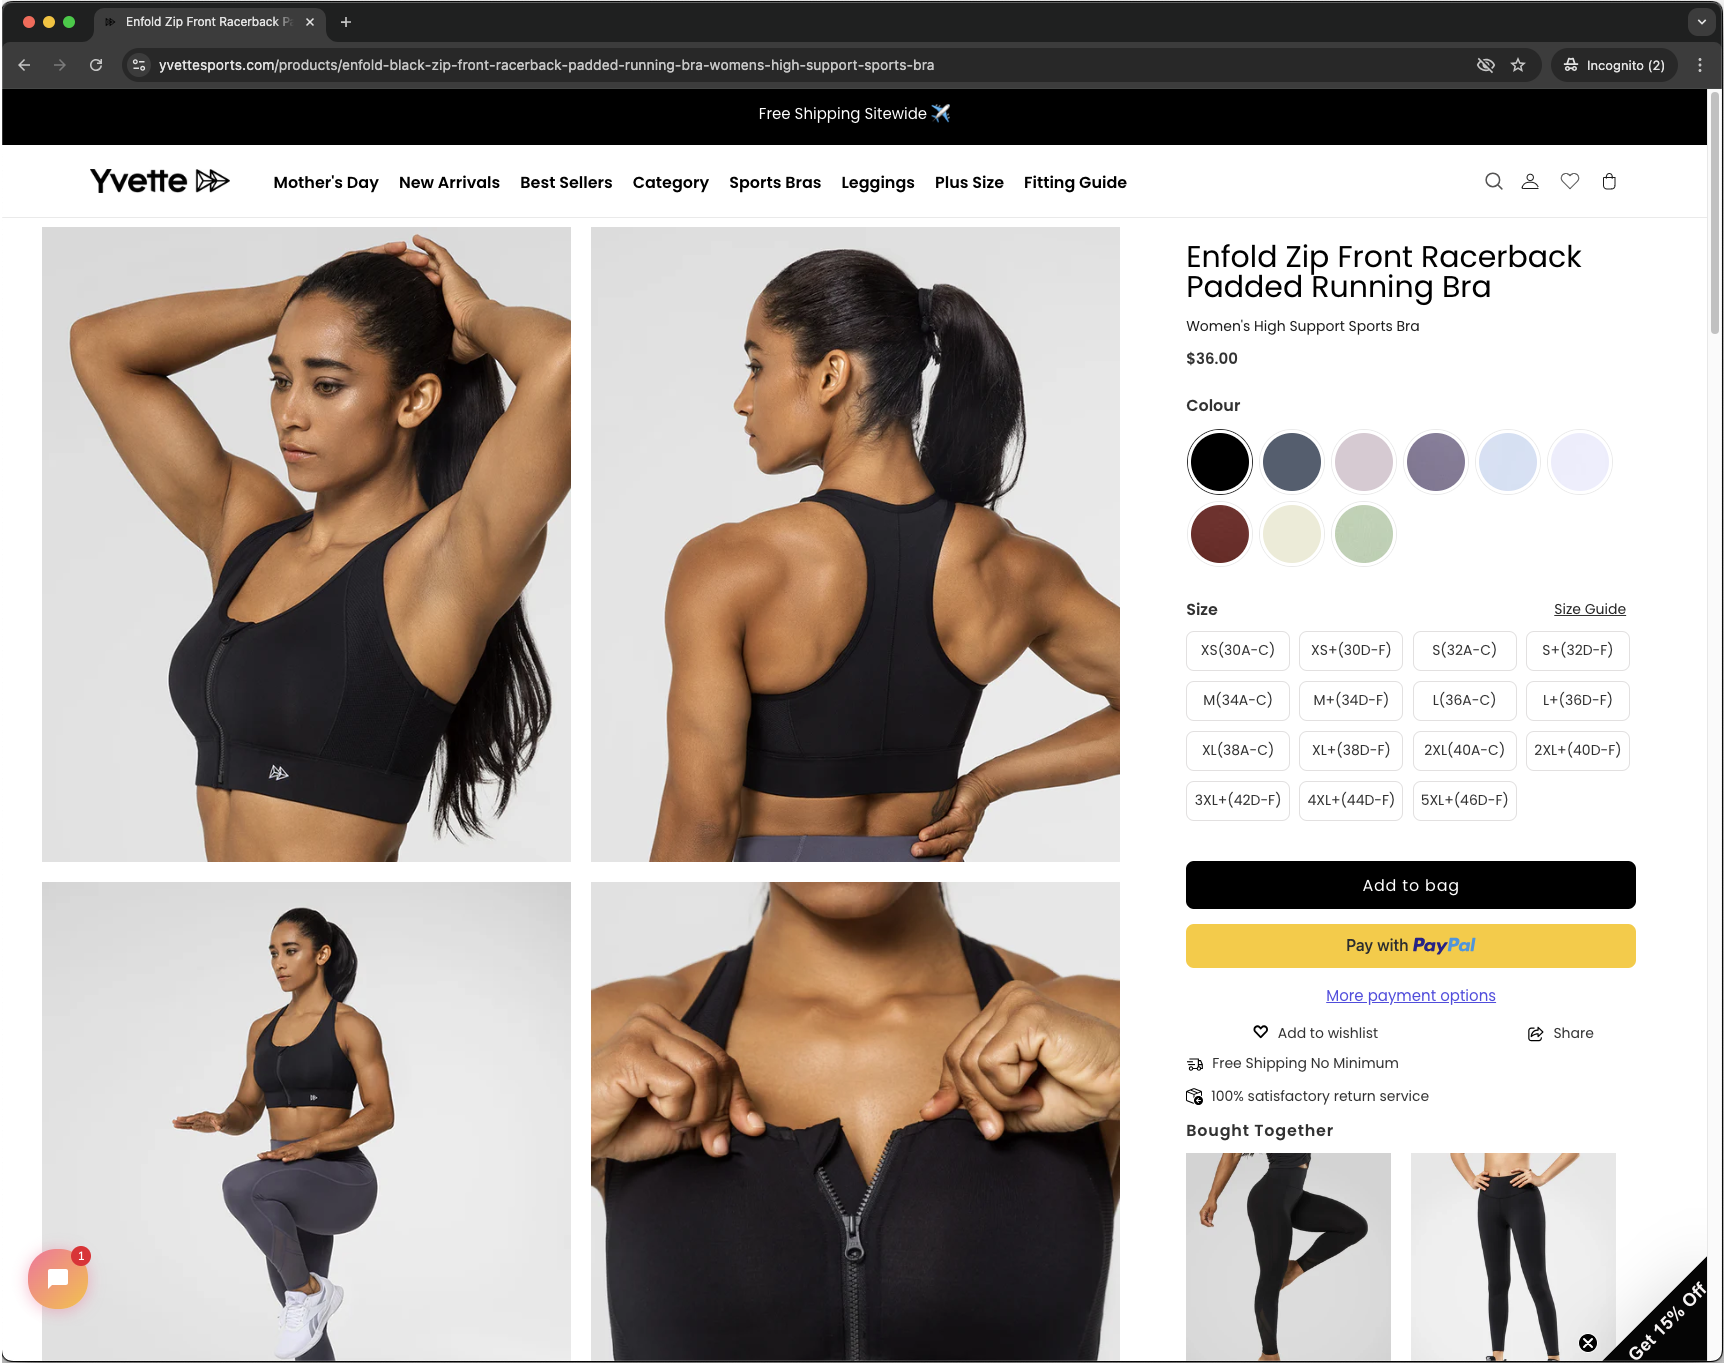 Enfold Zip Front Racerback P
yvettesports.com/products/enfold-black-zip-front-racerback-padded-running-bra-womens-high-support-sports-bra
Incognito (2)
Free Shipping Sitewide ✈️
Yvette
Mother's Day
New Arrivals
Best Sellers
Category
Sports Bras
Leggings
Plus Size
Fitting Guide
Enfold Zip Front Racerback
Padded Running Bra
Women's High Support Sports Bra
$36.00
Colour
Size
Size Guide
XS(30A-C)
XS+(30D-F)
S(32A-C)
S+(32D-F)
M(34A-C)
M+(34D-F)
L(36A-C)
L+(36D-F)
XL(38A-C)
XL+(38D-F)
2XL(40A-C)
2XL+(40D-F)
3XL+(42D-F)
4XL+(44D-F)
5XL+(46D-F)
Add to bag
Pay with PayPal
More payment options
Add to wishlist
Share
Free Shipping No Minimum
100% satisfactory return service
Bought Together
1
Get 15% Off